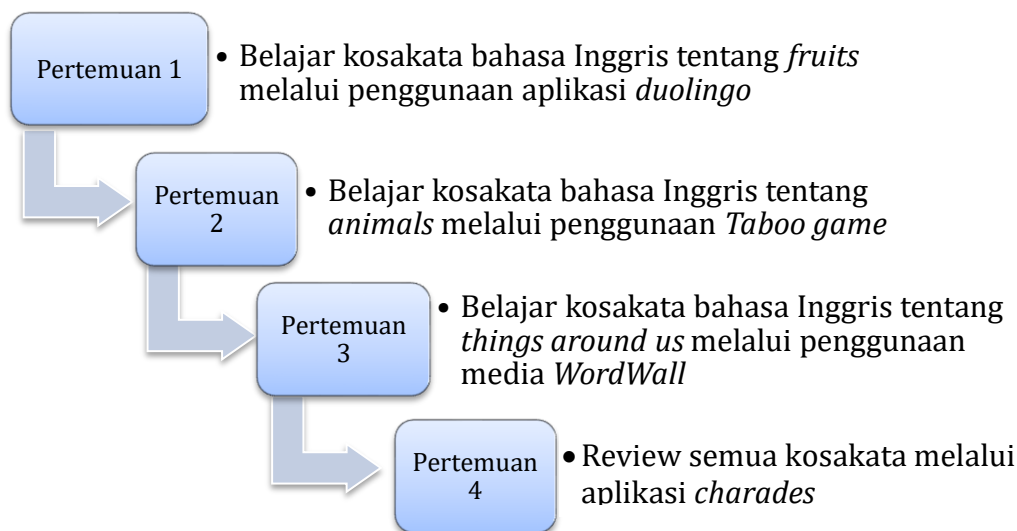 Pertemuan 1
• Belajar kosakata bahasa Inggris tentang fruits
melalui penggunaan aplikasi duolingo
Pertemuan
2
• Belajar kosakata bahasa Inggris tentang
animals melalui penggunaan Taboo game
Pertemuan
3
• Belajar kosakata bahasa Inggris tentang
things around us melalui penggunaan
media WordWall
Pertemuan
4
• Review semua kosakata melalui
aplikasi charades